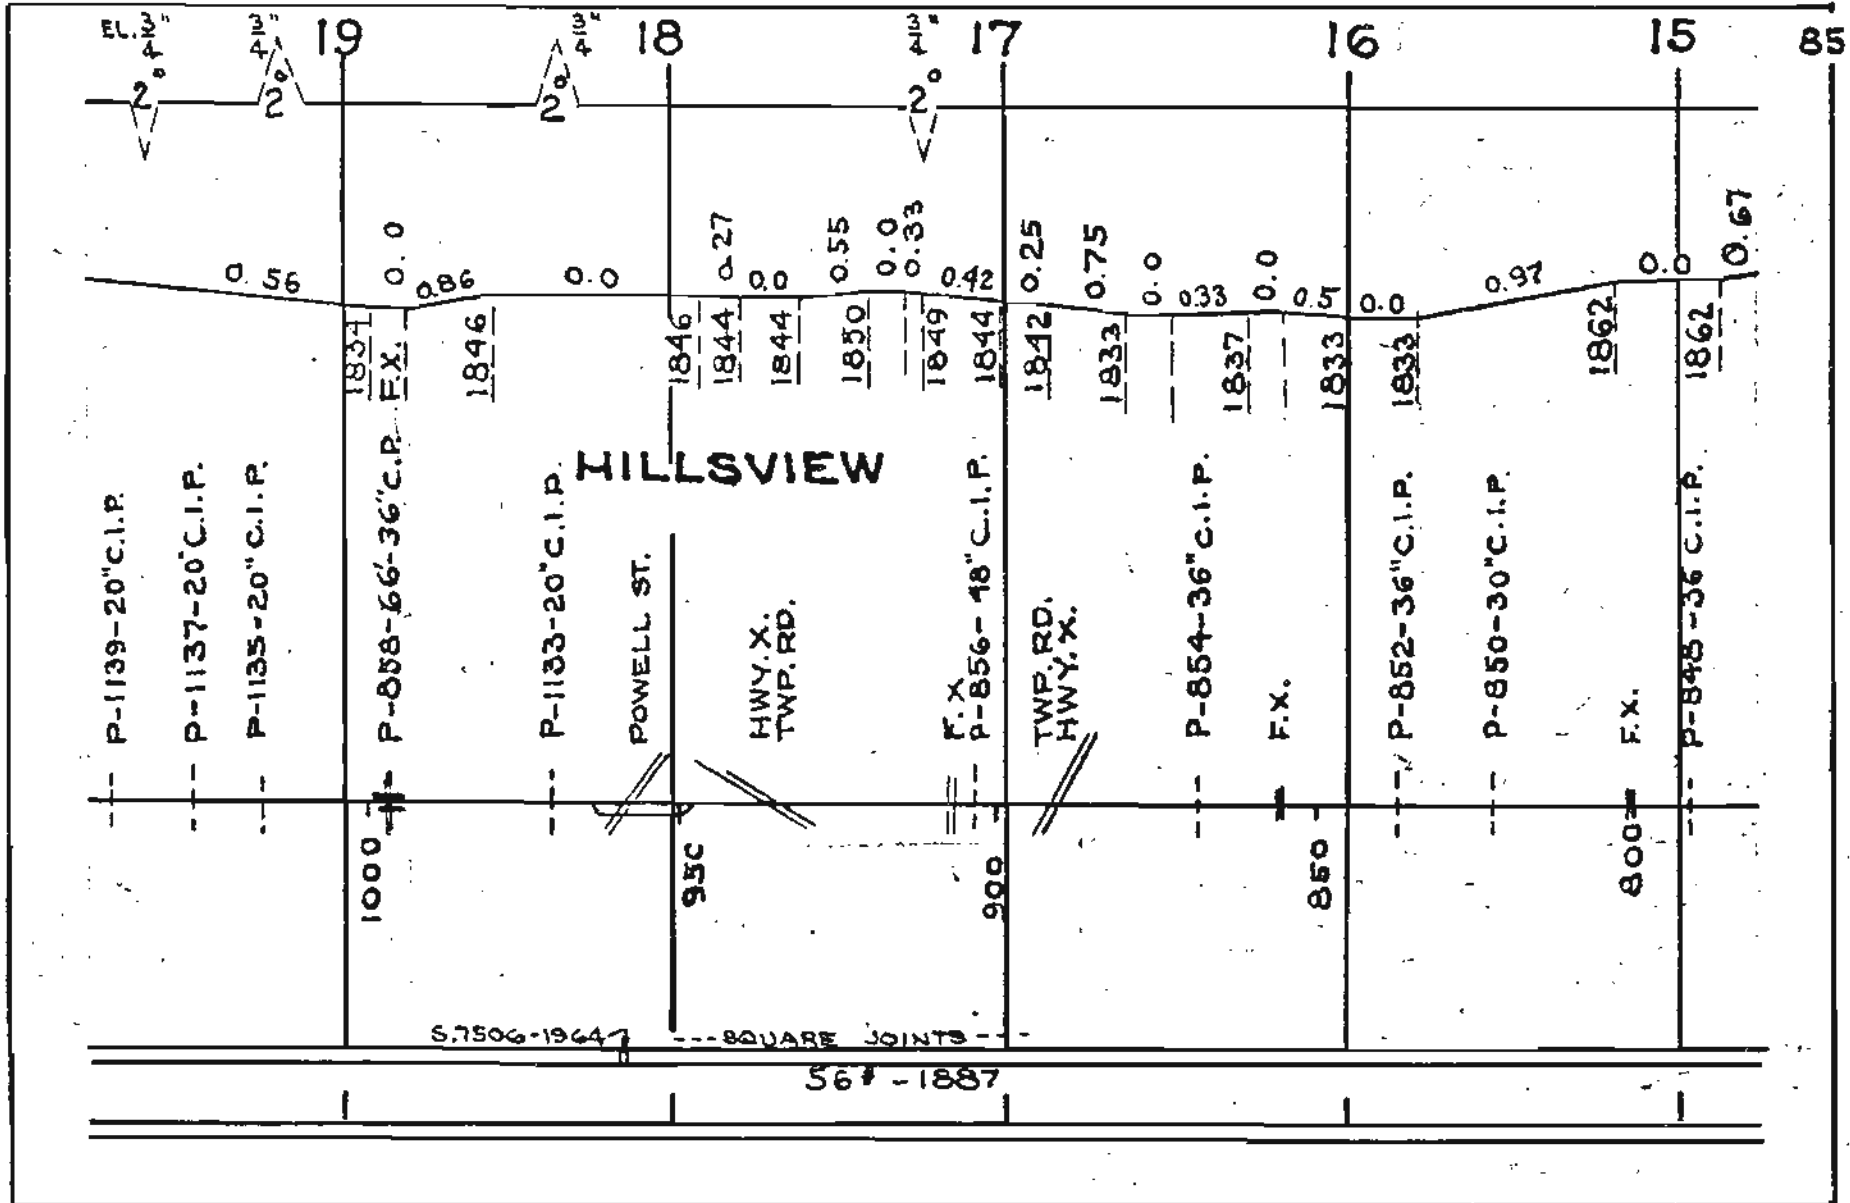 EL. 3/4" 3/4" 19 3/4" 18 3/4" 17 16 15 85
2° 2° 2° 2°
0.56 0.0 0.86 0.0 0.27 0.0 0.55 0.0 0.33 0.42 0.25 0.75 0.0 0.33 0.0 0.5 0.0 0.97 0.0 0.67
1834 1846 1846 1844 1844 1850 1849 1844 1842 1833 1837 1833 1833 1862 1862
HILLSVIEW
P-1139-20"C.I.P.
P-1137-20"C.I.P.
P-1135-20"C.I.P.
P-858-66'-36"C.P. F.X.
P-1133-20"C.I.P.
POWELL ST.
HWY.X.
TWP.RD.
F.X
P-856-48"C.I.P.
TWP.RD.
HWY.X.
P-854-36"C.I.P.
F.X.
P-852-36"C.I.P.
P-850-30"C.I.P.
F.X.
P-848-36"C.I.P.
1000 950 900 850 800
S.7506-1964 ---SQUARE JOINTS---
56# - 1887